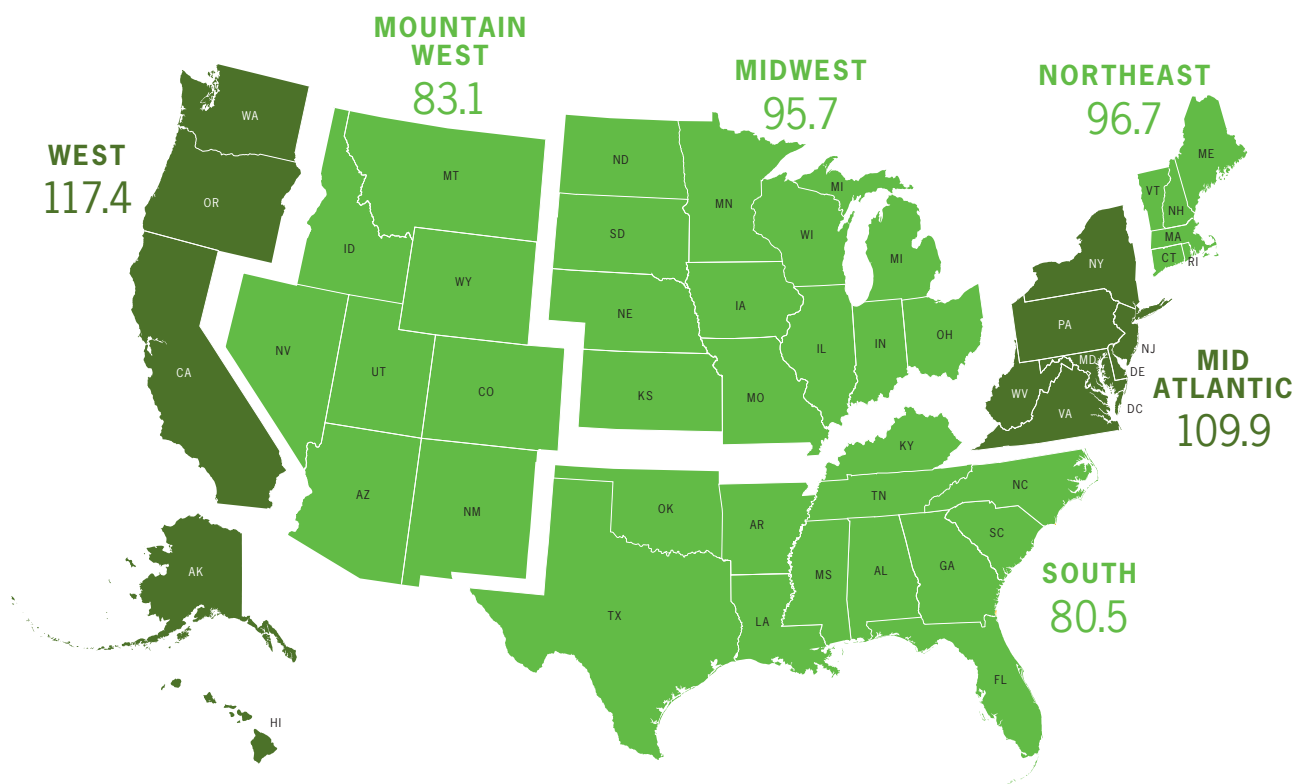 MOUNTAIN
WEST
83.1
MIDWEST
95.7
NORTHEAST
96.7
WEST
117.4
MID
ATLANTIC
109.9
SOUTH
80.5
WA
OR
CA
AK
HI
MT
ID
WY
NV
UT
CO
AZ
NM
ND
SD
NE
KS
MN
IA
MO
WI
IL
MI
MI
IN
OH
ME
VT
NH
MA
CT
RI
NY
PA
NJ
MD
DE
DC
WV
VA
KY
TN
NC
SC
OK
AR
TX
LA
MS
AL
GA
FL